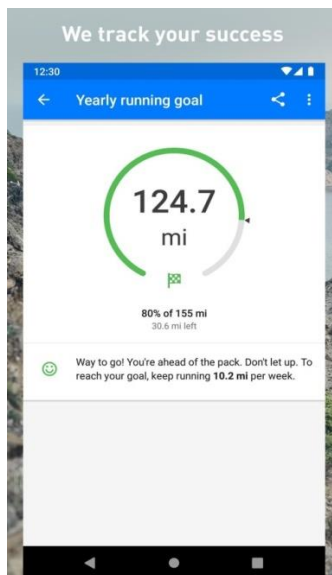 We track your success
12:30
Yearly running goal
124.7
mi
80% of 155 mi
30.6 mi left
Way to go! You're ahead of the pack. Don't let up. To
reach your goal, keep running 10.2 mi per week.